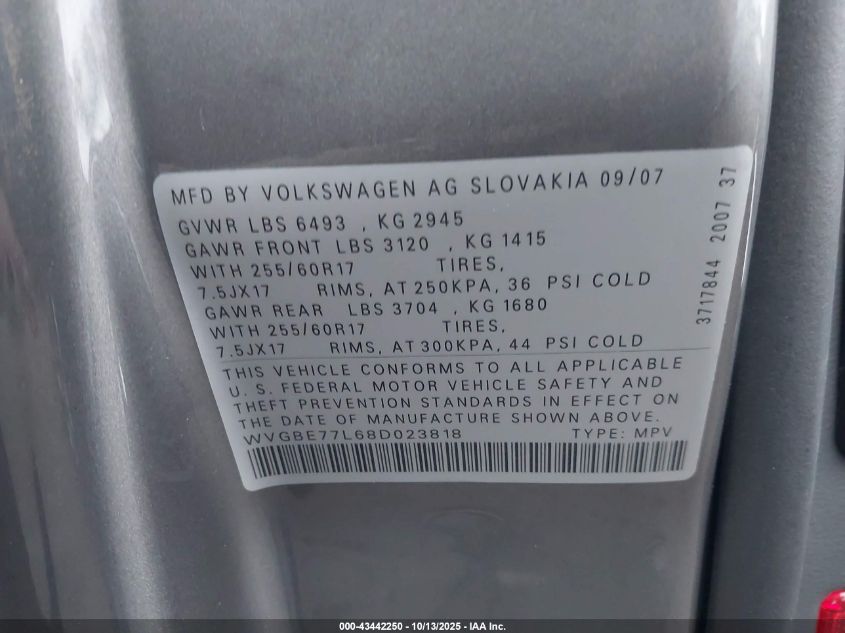 MFD BY VOLKSWAGEN AG SLOVAKIA 09/07
GVWR LBS 6493 , KG 2945
GAWR FRONT LBS 3120 , KG 1415
WITH 255/60R17 TIRES,
7.5JX17 RIMS, AT 250KPA, 36 PSI COLD
GAWR REAR LBS 3704 , KG 1680
WITH 255/60R17 TIRES,
7.5JX17 RIMS, AT 300KPA, 44 PSI COLD
THIS VEHICLE CONFORMS TO ALL APPLICABLE
U. S. FEDERAL MOTOR VEHICLE SAFETY AND
THEFT PREVENTION STANDARDS IN EFFECT ON
THE DATE OF MANUFACTURE SHOWN ABOVE.
WVGBE77L68D023818 TYPE: MPV
3717844 2007 37
000-43442250 - 10/13/2025 - IAA Inc.